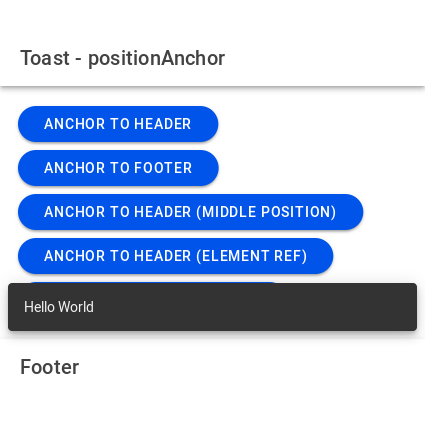 Toast - positionAnchor
ANCHOR TO HEADER
ANCHOR TO FOOTER
ANCHOR TO HEADER (MIDDLE POSITION)
ANCHOR TO HEADER (ELEMENT REF)
Hello World
Footer